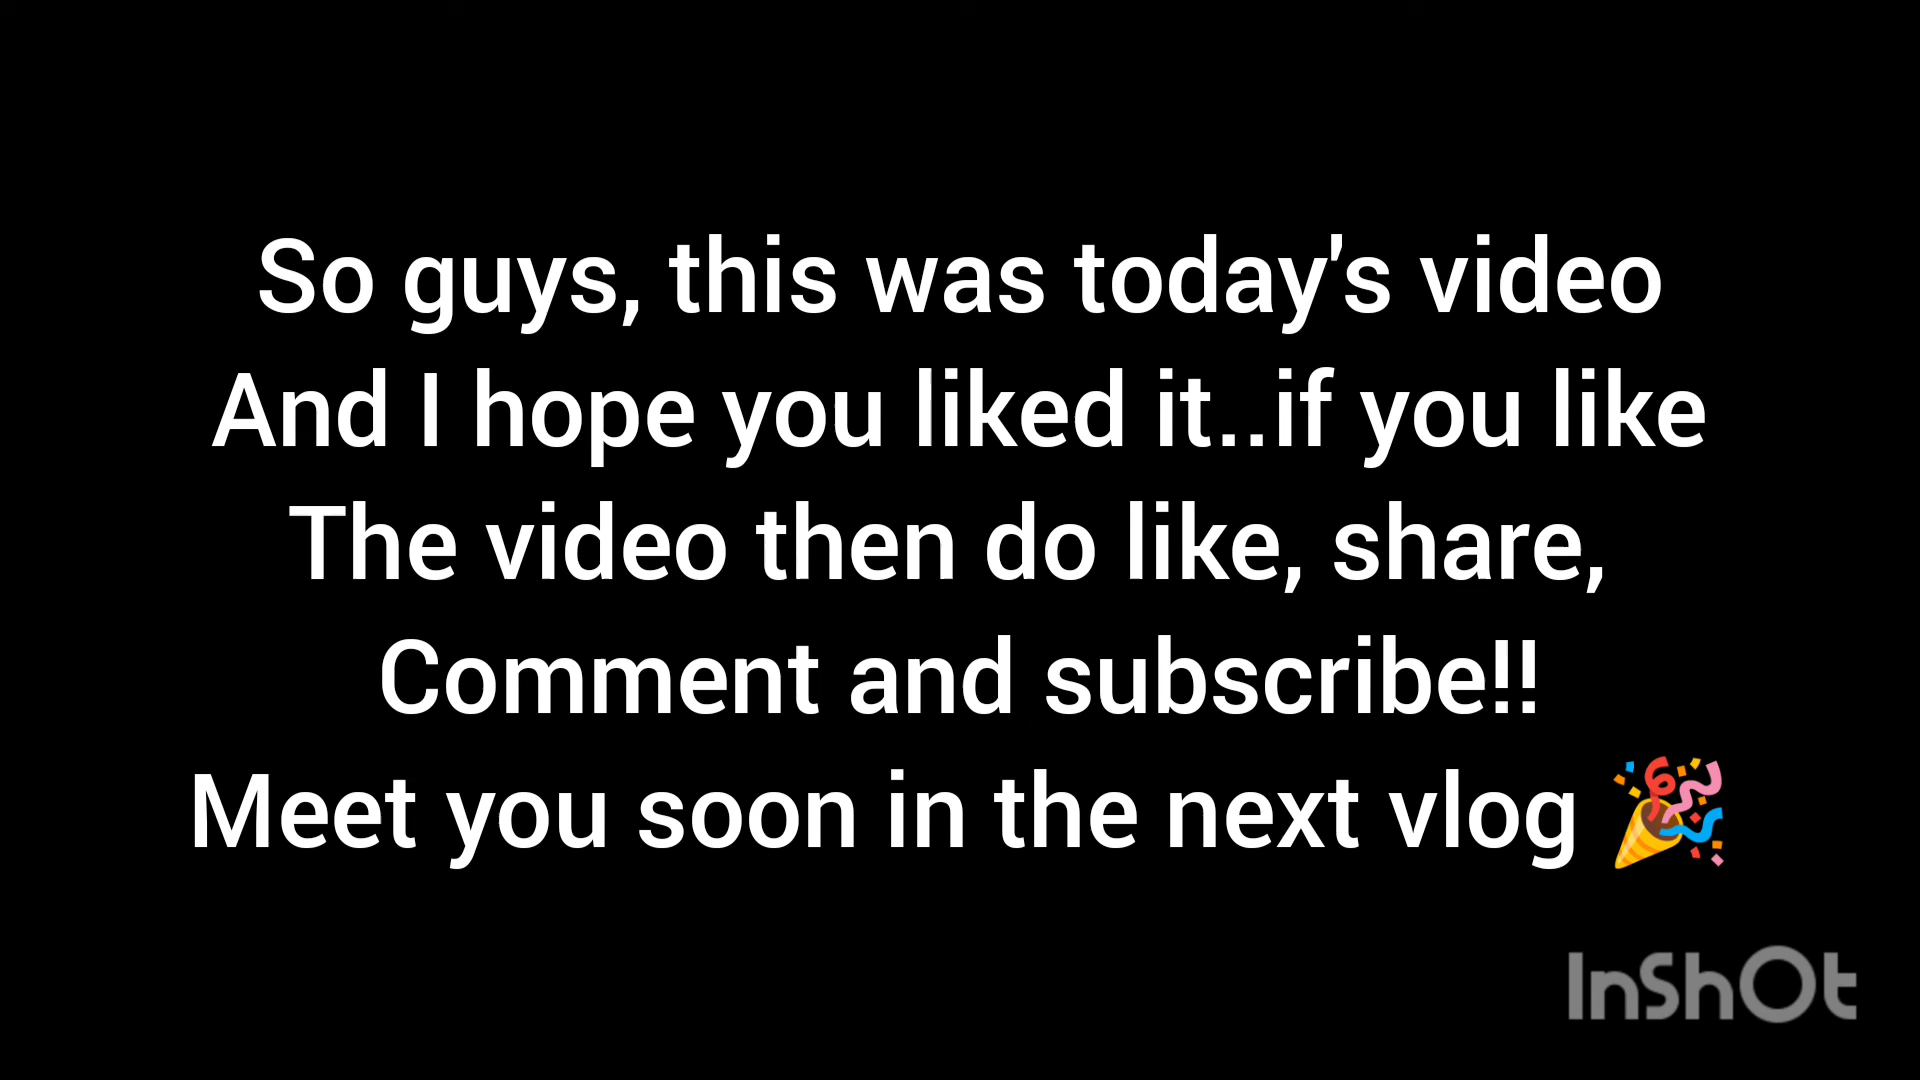 So guys, this was today's video
And I hope you liked it..if you like
The video then do like, share,
Comment and subscribe!!
Meet you soon in the next vlog 🎉
InShOt